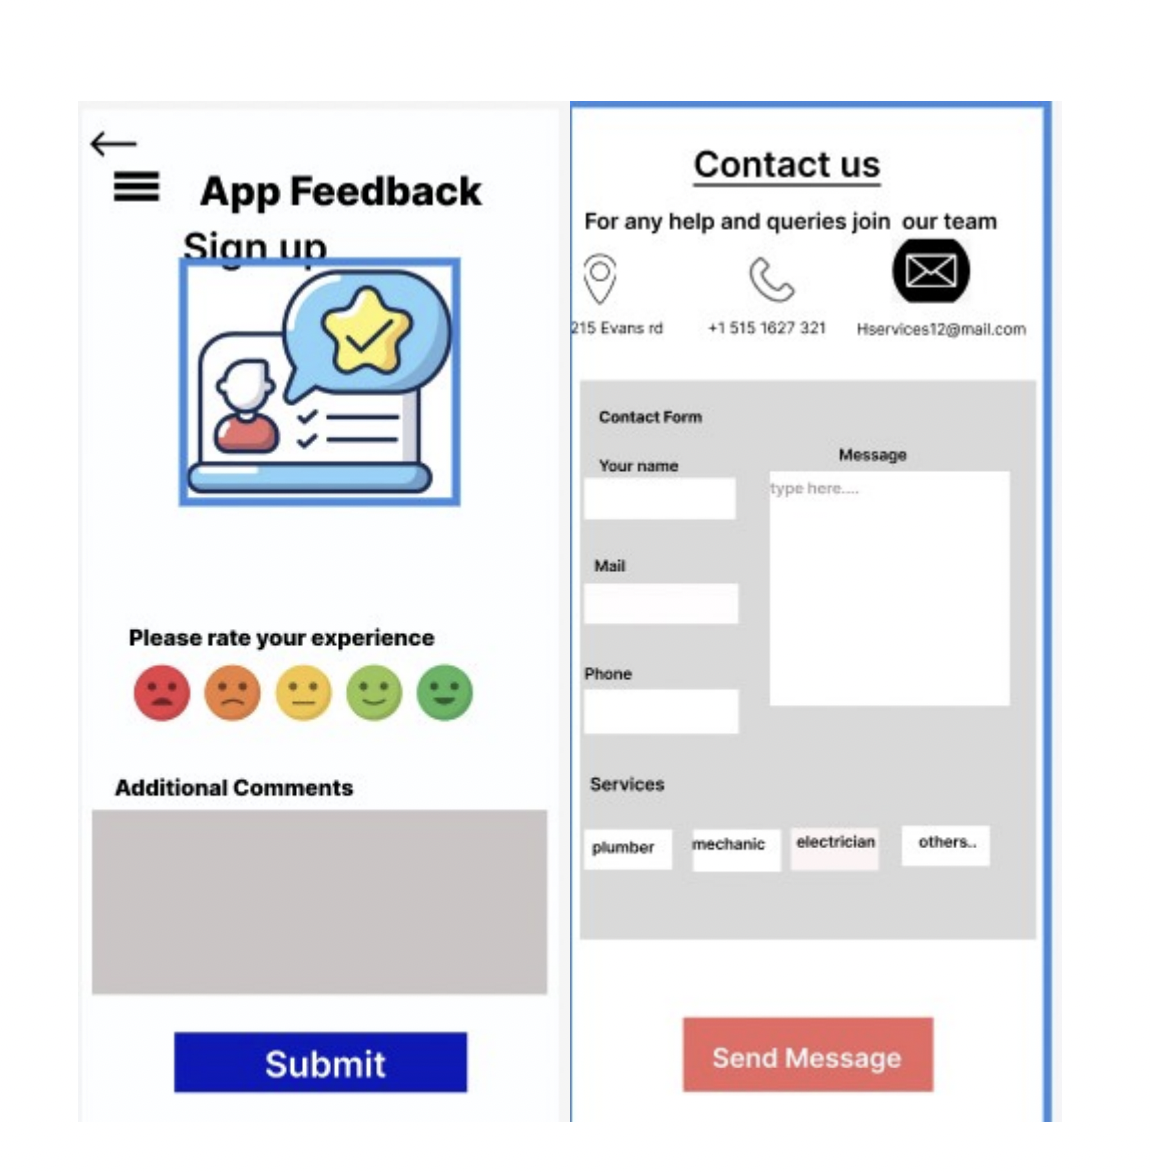 App Feedback
Sign up
Please rate your experience
Additional Comments
Submit
Contact us
For any help and queries join our team
215 Evans rd
+1 515 1627 321
Hservices12@mail.com
Contact Form
Your name
Message
type here....
Mail
Phone
Services
plumber
mechanic
electrician
others..
Send Message